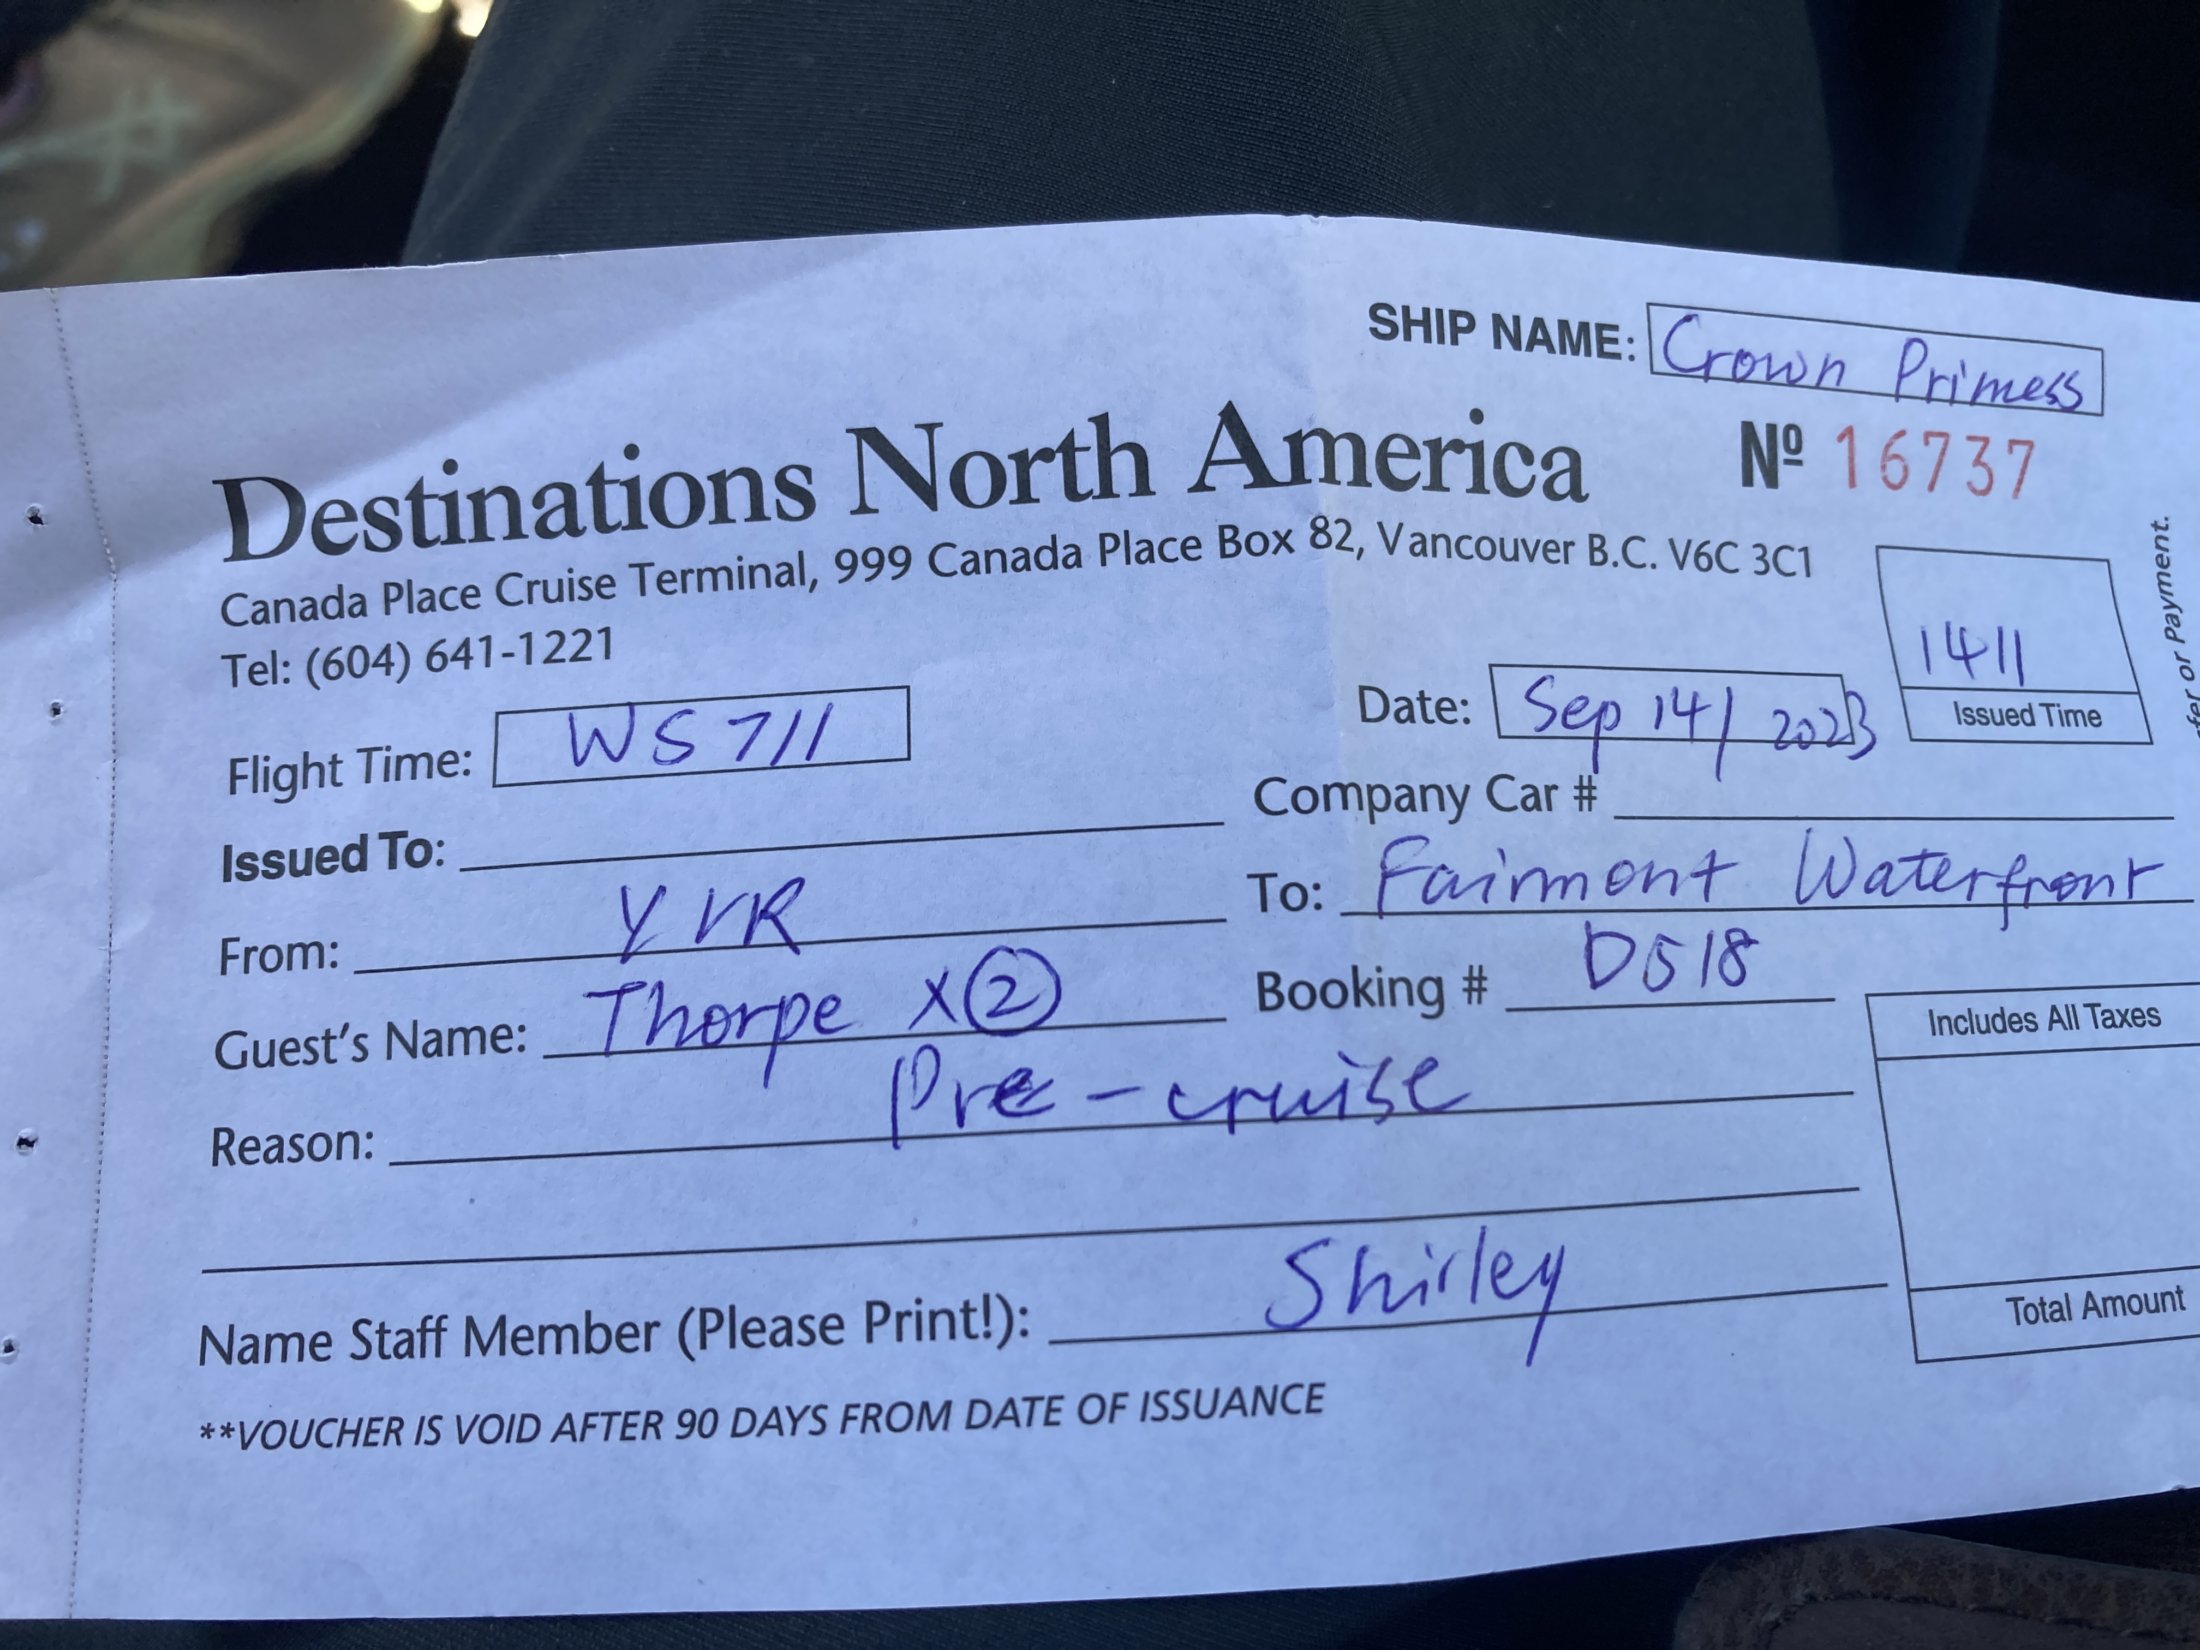 SHIP NAME: Crown Primess
Destinations North America Nº 16737
Canada Place Cruise Terminal, 999 Canada Place Box 82, Vancouver B.C. V6C 3C1
Tel: (604) 641-1221
1411
Issued Time
Flight Time: WS 711 Date: Sep 14/2023
Issued To: Company Car #
From: YVR To: Fairmont Waterfront
Guest's Name: Thorpe x② Booking # D518
Reason: Pre-cruise
Includes All Taxes
Total Amount
Name Staff Member (Please Print!): Shirley
**VOUCHER IS VOID AFTER 90 DAYS FROM DATE OF ISSUANCE
or Payment.